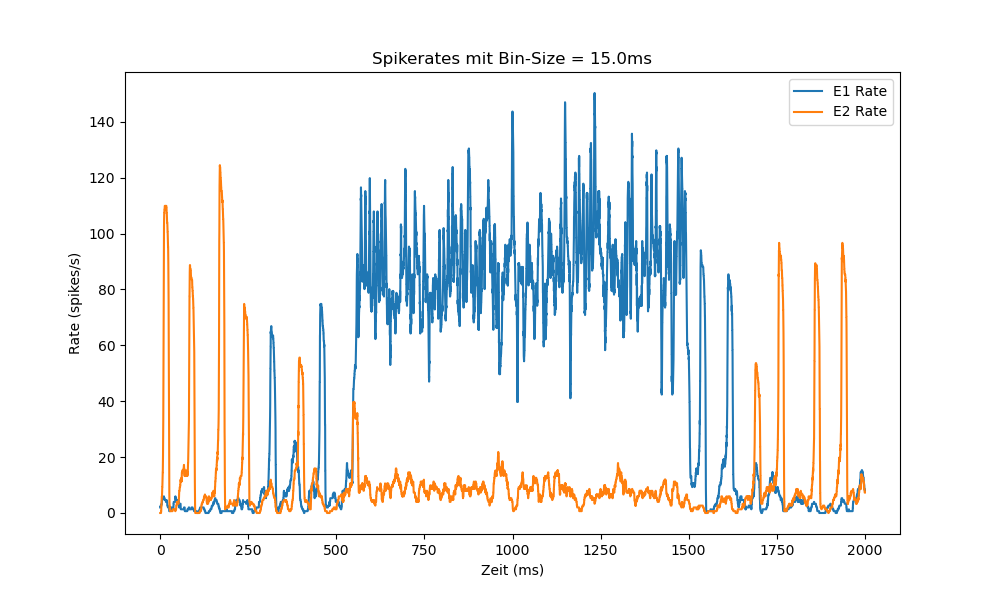 Spikerates mit Bin-Size = 15.0ms
E1 Rate
E2 Rate
140
120
100
80
60
40
20
0
Rate (spikes/s)
0 250 500 750 1000 1250 1500 1750 2000
Zeit (ms)